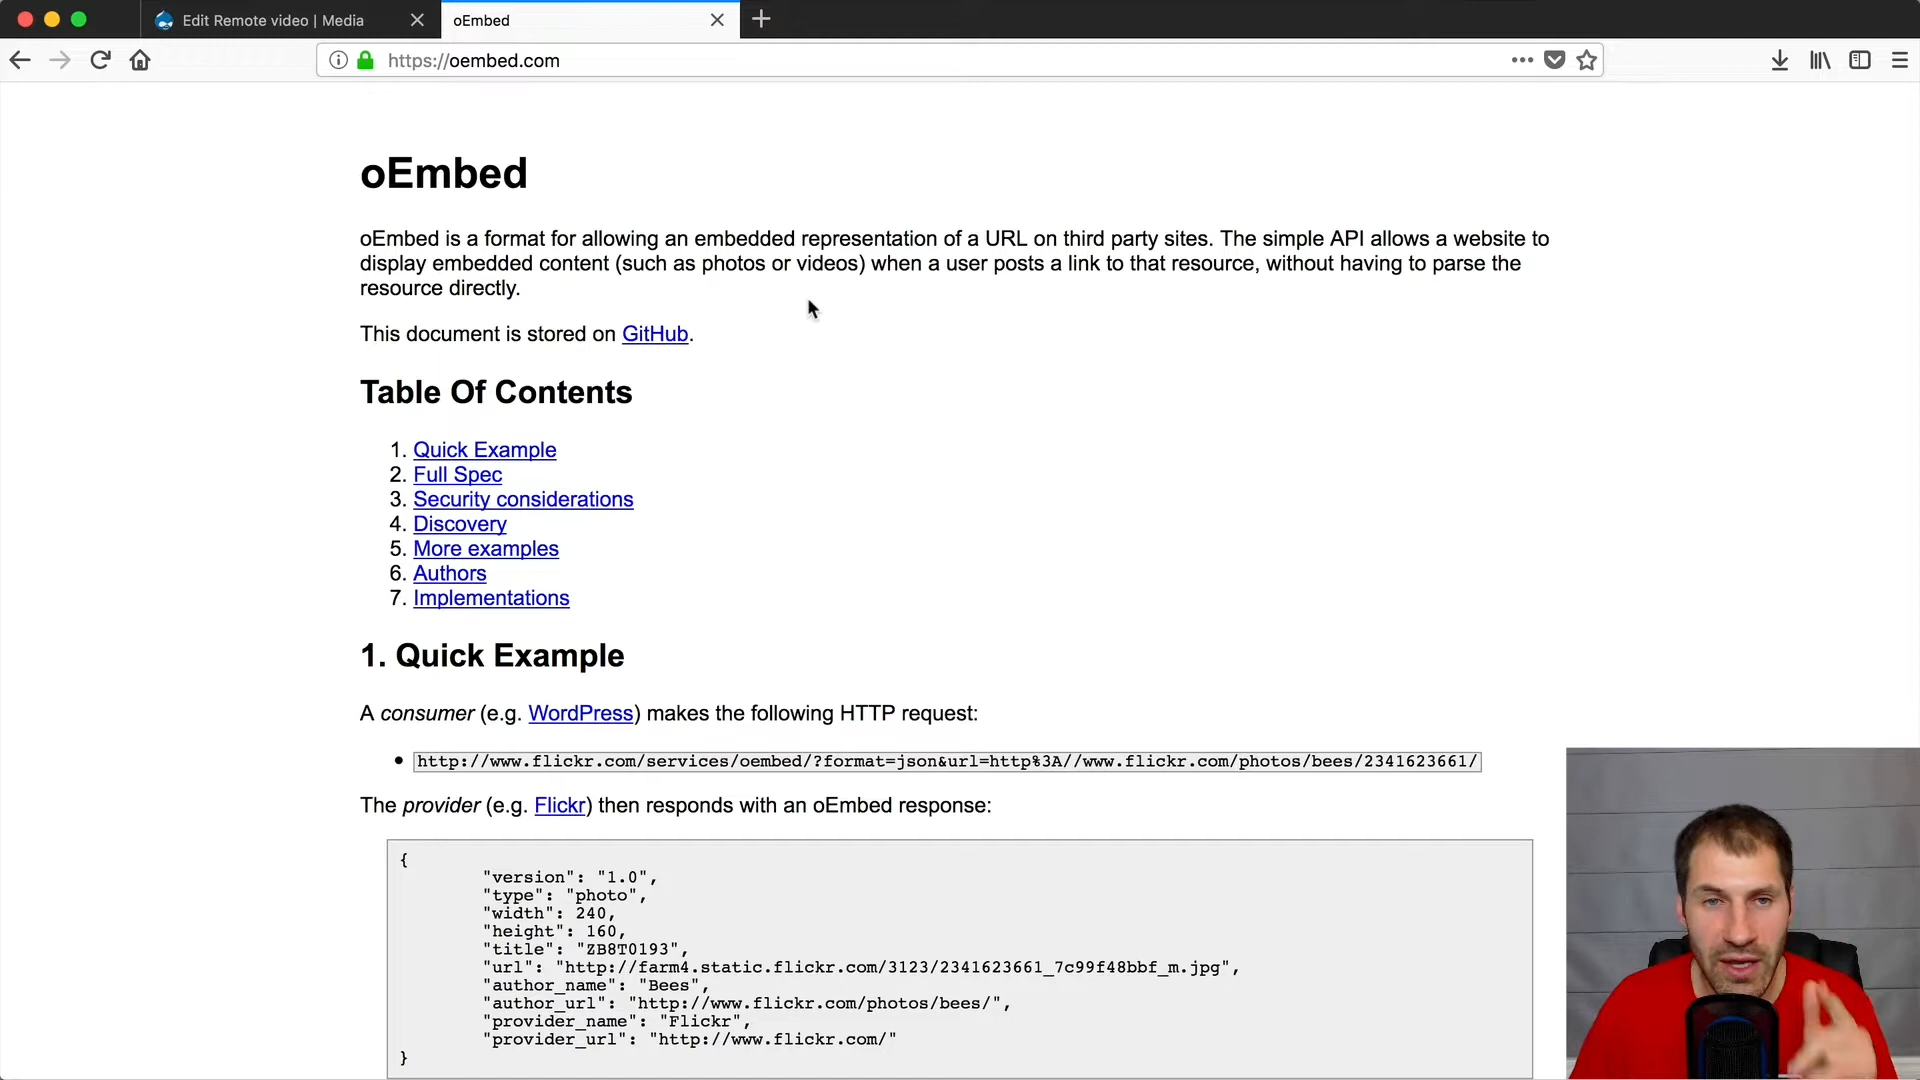 Edit Remote video | Media
oEmbed
https://oembed.com
oEmbed
oEmbed is a format for allowing an embedded representation of a URL on third party sites. The simple API allows a website to
display embedded content (such as photos or videos) when a user posts a link to that resource, without having to parse the
resource directly.
This document is stored on GitHub.
Table Of Contents
1. Quick Example
2. Full Spec
3. Security considerations
4. Discovery
5. More examples
6. Authors
7. Implementations
1. Quick Example
A consumer (e.g. WordPress) makes the following HTTP request:
• http://www.flickr.com/services/oembed/?format=json&url=http%3A//www.flickr.com/photos/bees/2341623661/
The provider (e.g. Flickr) then responds with an oEmbed response:
{
"version": "1.0",
"type": "photo",
"width": 240,
"height": 160,
"title": "ZB8T0193",
"url": "http://farm4.static.flickr.com/3123/2341623661_7c99f48bbf_m.jpg",
"author_name": "Bees",
"author_url": "http://www.flickr.com/photos/bees/",
"provider_name": "Flickr",
"provider_url": "http://www.flickr.com/"
}